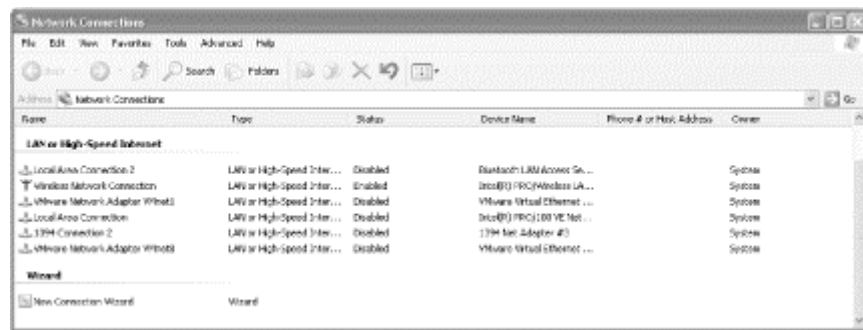 Network Connections
File Edit View Favorites Tools Advanced Help
Back Search Folders
Address Network Connections Go
Name Type Status Device Name Phone # or Host Address Owner
LAN or High-Speed Internet
Local Area Connection 2 LAN or High-Speed Inter... Disabled Bluetooth LAN Access Se... System
Wireless Network Connection LAN or High-Speed Inter... Enabled Intel(R) PRO/Wireless LA... System
VMware Network Adapter VMnet1 LAN or High-Speed Inter... Disabled VMware Virtual Ethernet ... System
Local Area Connection LAN or High-Speed Inter... Disabled Intel(R) PRO/100 VE Net... System
1394 Connection 2 LAN or High-Speed Inter... Disabled 1394 Net Adapter #3 System
VMware Network Adapter VMnet8 LAN or High-Speed Inter... Disabled VMware Virtual Ethernet ... System
Wizard
New Connection Wizard Wizard